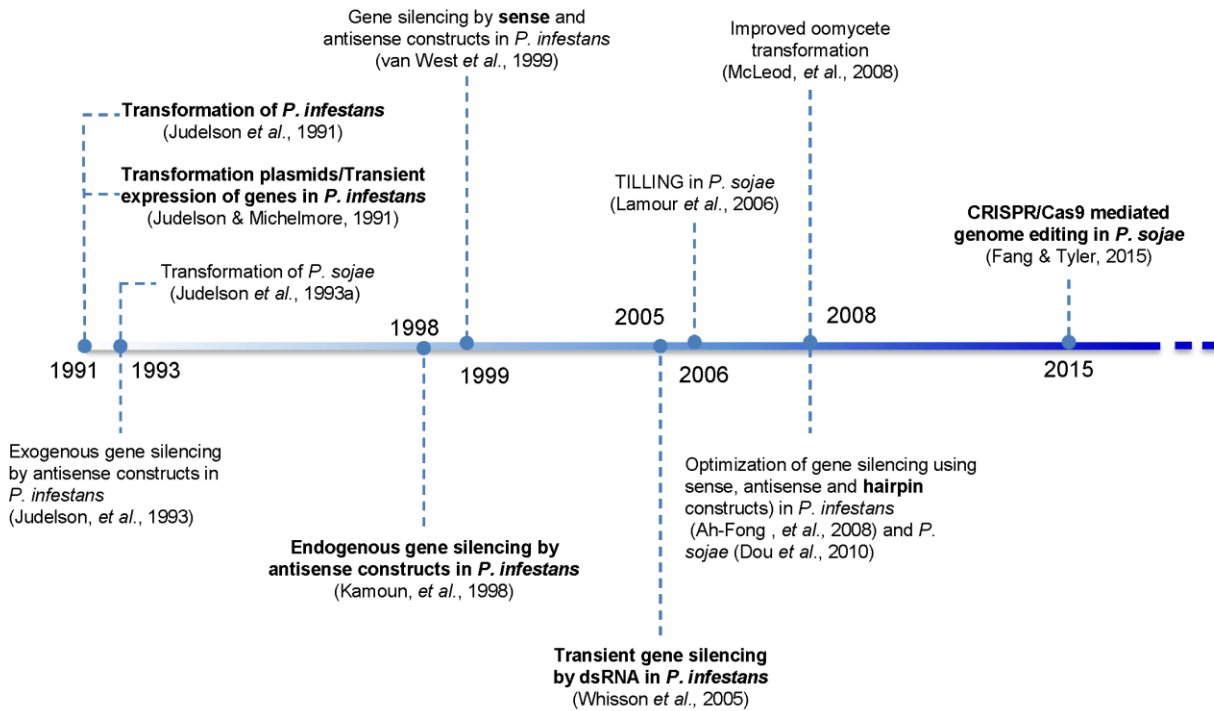 Gene silencing by sense and
antisense constructs in P. infestans
(van West et al., 1999)
Improved oomycete
transformation
(McLeod, et al., 2008)
Transformation of P. infestans
(Judelson et al., 1991)
Transformation plasmids/Transient
expression of genes in P. infestans
(Judelson & Michelmore, 1991)
TILLING in P. sojae
(Lamour et al., 2006)
CRISPR/Cas9 mediated
genome editing in P. sojae
(Fang & Tyler, 2015)
Transformation of P. sojae
(Judelson et al., 1993a)
1998
2005
2008
1991
1993
1999
2006
2015
Exogenous gene silencing
by antisense constructs in
P. infestans
(Judelson, et al., 1993)
Optimization of gene silencing using
sense, antisense and hairpin
constructs) in P. infestans
(Ah-Fong , et al., 2008) and P.
sojae (Dou et al., 2010)
Endogenous gene silencing by
antisense constructs in P. infestans
(Kamoun, et al., 1998)
Transient gene silencing
by dsRNA in P. infestans
(Whisson et al., 2005)